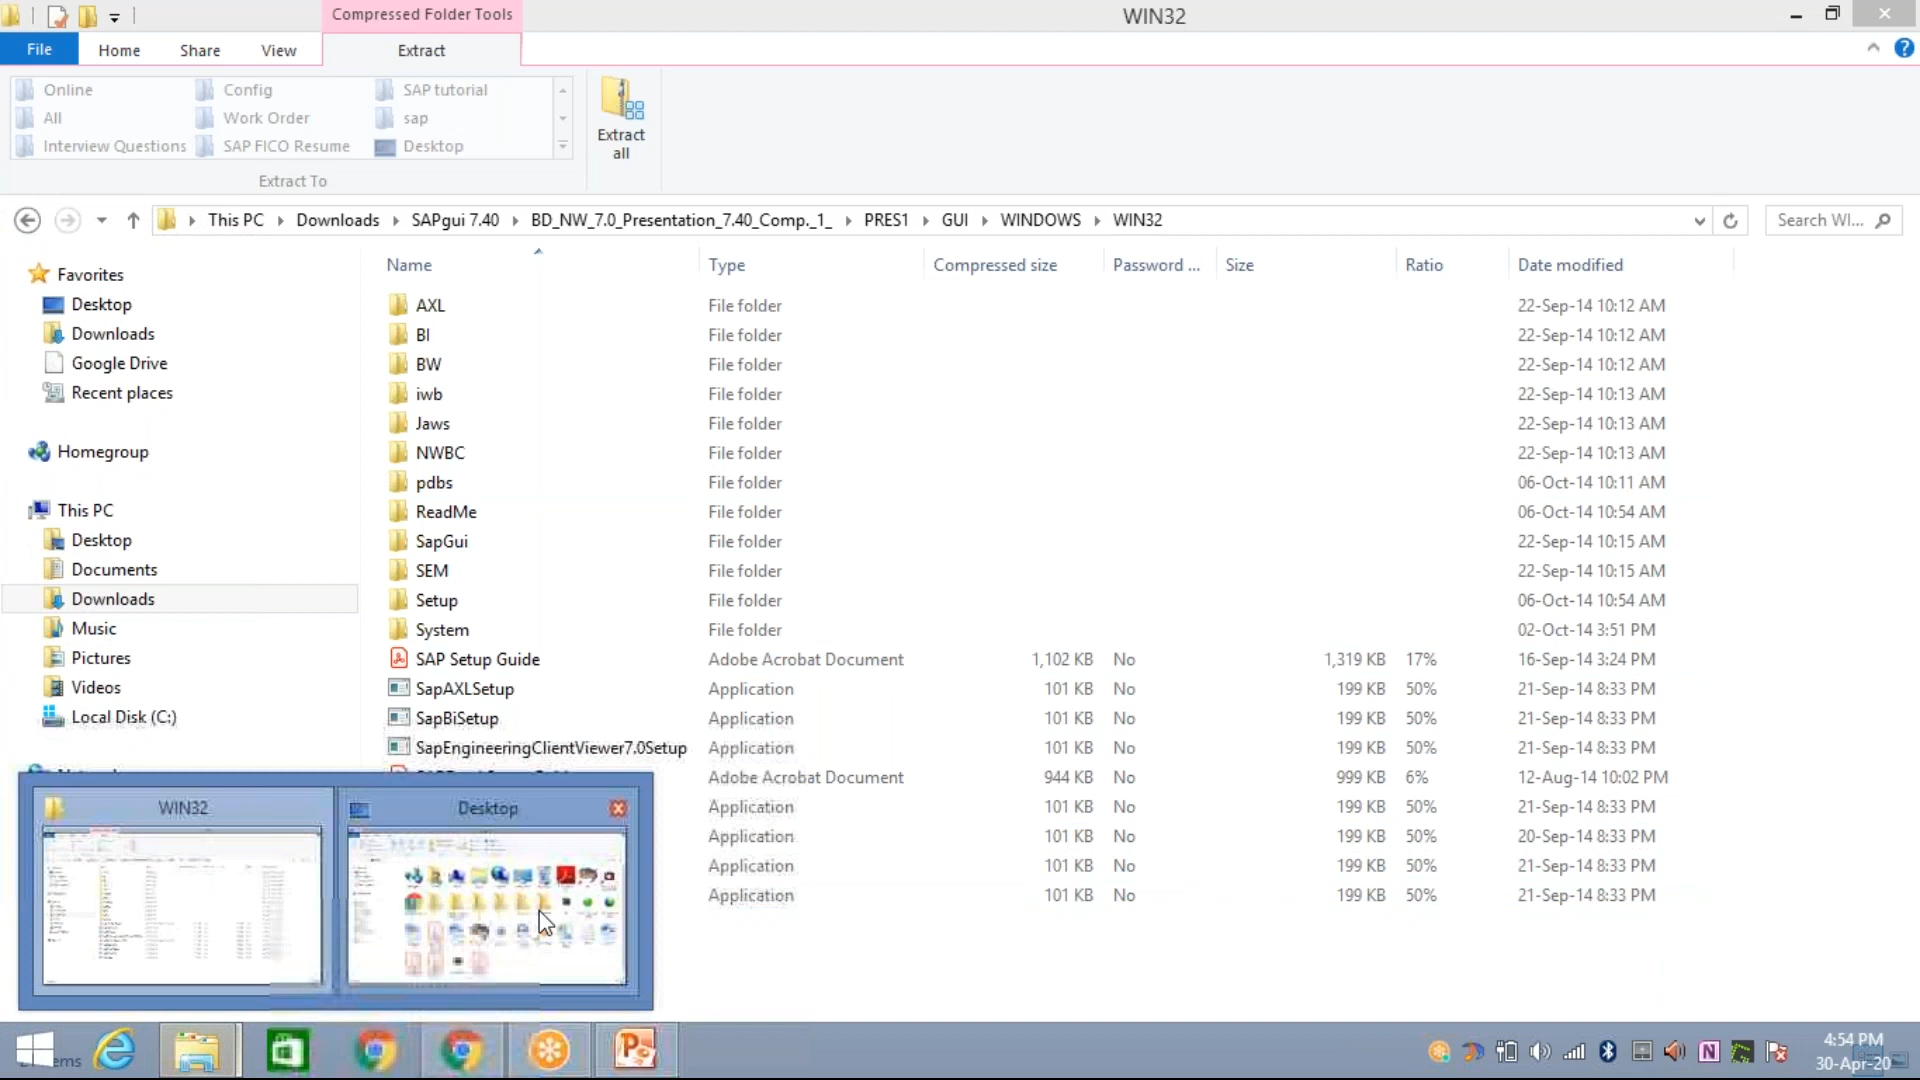 Compressed Folder Tools
WIN32
File Home Share View Extract
Online Config SAP tutorial
All Work Order sap
Interview Questions SAP FICO Resume Desktop
Extract all
Extract To
This PC Downloads SAPgui 7.40 BD_NW_7.0_Presentation_7.40_Comp._1_ PRES1 GUI WINDOWS WIN32
Search WI...
Name Type Compressed size Password ... Size Ratio Date modified
Favorites
Desktop
Downloads
Google Drive
Recent places
Homegroup
This PC
Desktop
Documents
Downloads
Music
Pictures
Videos
Local Disk (C:)
AXL File folder 22-Sep-14 10:12 AM
BI File folder 22-Sep-14 10:12 AM
BW File folder 22-Sep-14 10:12 AM
iwb File folder 22-Sep-14 10:13 AM
Jaws File folder 22-Sep-14 10:13 AM
NWBC File folder 22-Sep-14 10:13 AM
pdbs File folder 06-Oct-14 10:11 AM
ReadMe File folder 06-Oct-14 10:54 AM
SapGui File folder 22-Sep-14 10:15 AM
SEM File folder 22-Sep-14 10:15 AM
Setup File folder 06-Oct-14 10:54 AM
System File folder 02-Oct-14 3:51 PM
SAP Setup Guide Adobe Acrobat Document 1,102 KB No 1,319 KB 17% 16-Sep-14 3:24 PM
SapAXLSetup Application 101 KB No 199 KB 50% 21-Sep-14 8:33 PM
SapBiSetup Application 101 KB No 199 KB 50% 21-Sep-14 8:33 PM
SapEngineeringClientViewer7.0Setup Application 101 KB No 199 KB 50% 21-Sep-14 8:33 PM
Adobe Acrobat Document 944 KB No 999 KB 6% 12-Aug-14 10:02 PM
Application 101 KB No 199 KB 50% 21-Sep-14 8:33 PM
Application 101 KB No 199 KB 50% 20-Sep-14 8:33 PM
Application 101 KB No 199 KB 50% 21-Sep-14 8:33 PM
Application 101 KB No 199 KB 50% 21-Sep-14 8:33 PM
WIN32 Desktop
4:54 PM
30-Apr-20